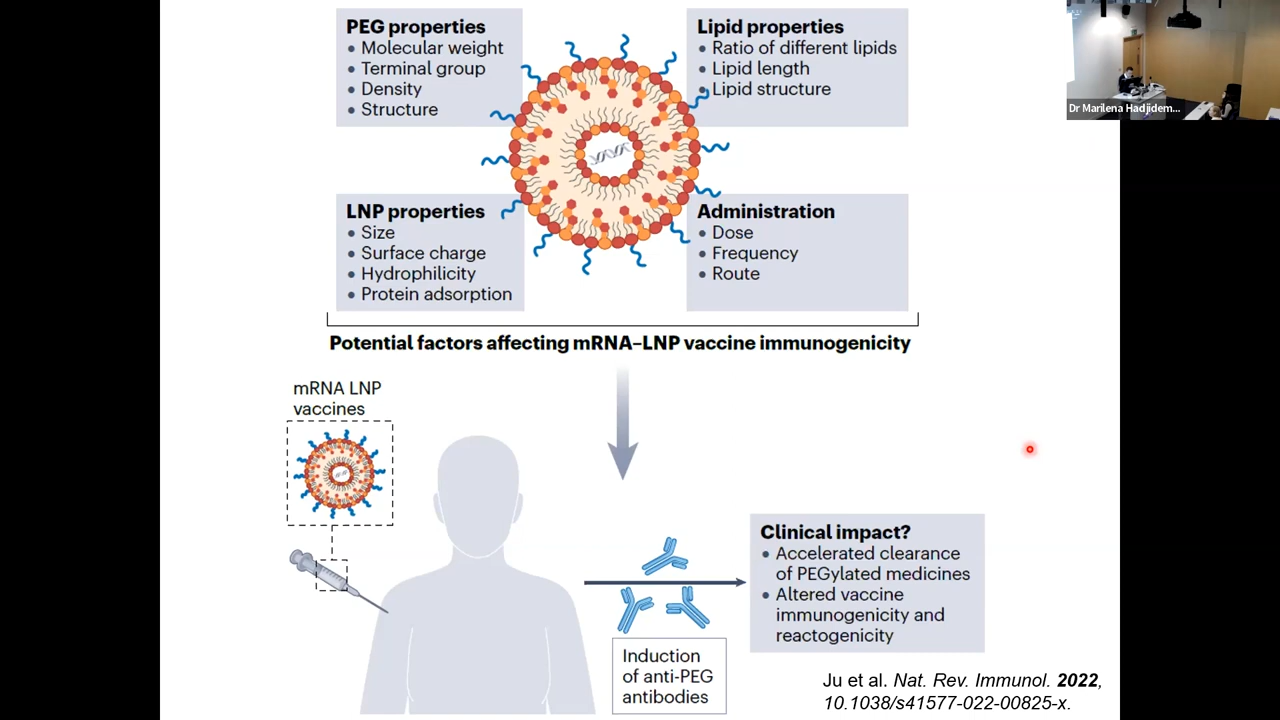 PEG properties
• Molecular weight
• Terminal group
• Density
• Structure
Lipid properties
• Ratio of different lipids
• Lipid length
• Lipid structure
Dr Marilena Hadjidem...
LNP properties
• Size
• Surface charge
• Hydrophilicity
• Protein adsorption
Administration
• Dose
• Frequency
• Route
Potential factors affecting mRNA–LNP vaccine immunogenicity
mRNA LNP
vaccines
Induction
of anti-PEG
antibodies
Clinical impact?
• Accelerated clearance
of PEGylated medicines
• Altered vaccine
immunogenicity and
reactogenicity
Ju et al. Nat. Rev. Immunol. 2022,
10.1038/s41577-022-00825-x.